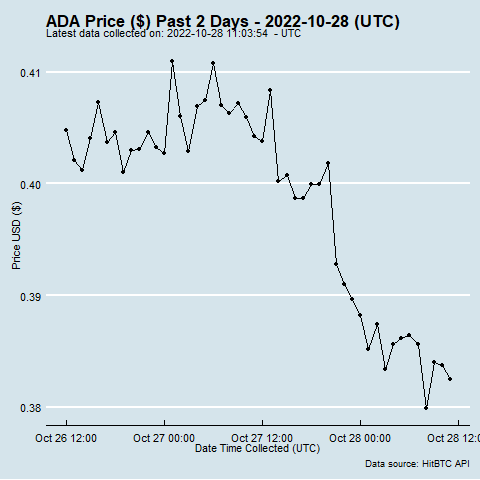 ADA Price ($) Past 2 Days - 2022-10-28 (UTC)
Latest data collected on: 2022-10-28 11:03:54 - UTC
0.41
0.40
0.39
0.38
Price USD ($)
Oct 26 12:00 Oct 27 00:00 Oct 27 12:00 Oct 28 00:00 Oct 28 12:00
Date Time Collected (UTC)
Data source: HitBTC API